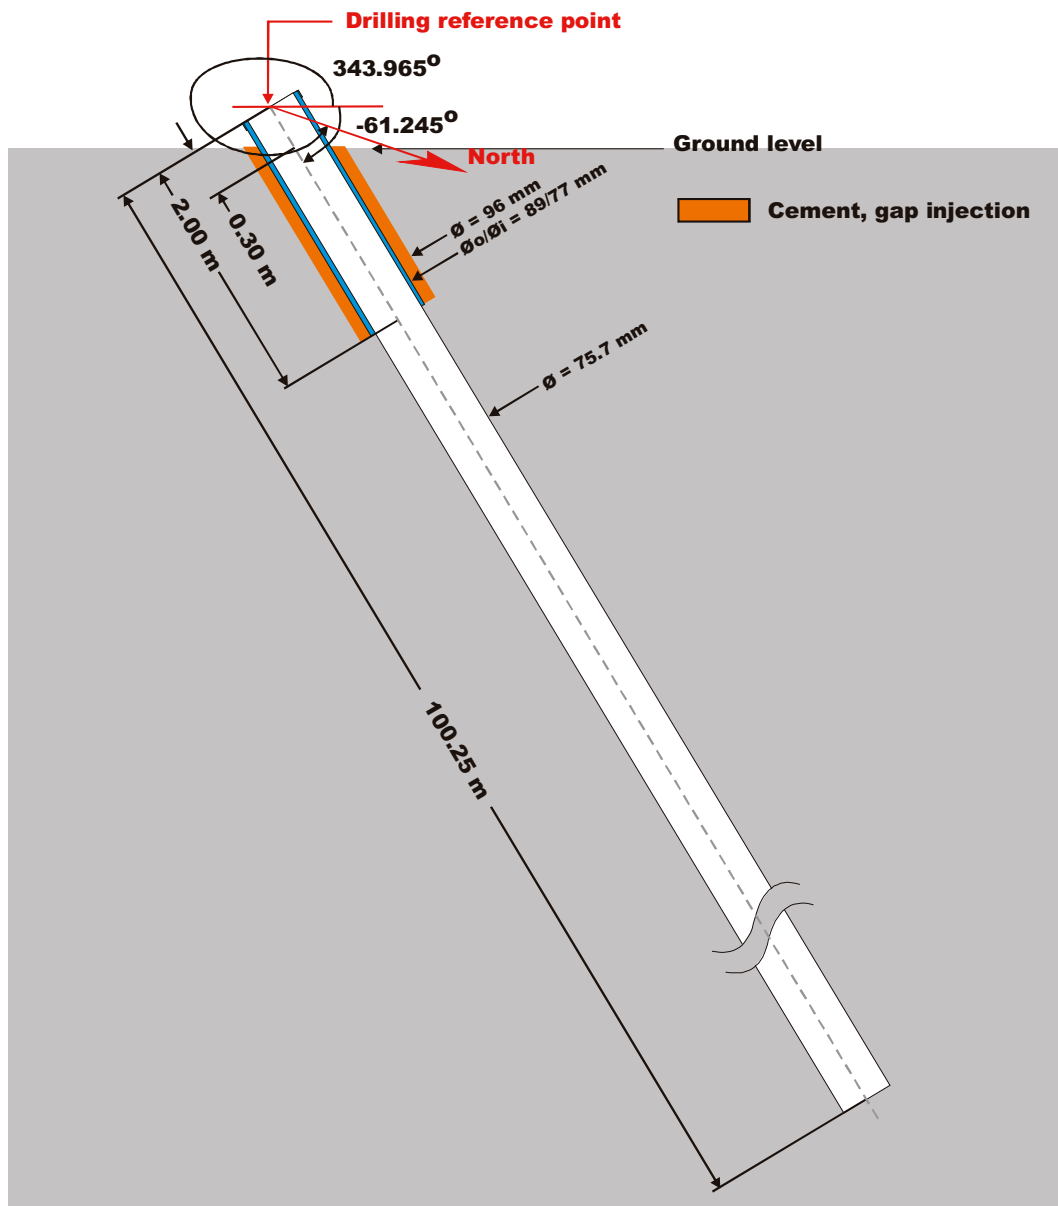 Drilling reference point
343.965°
-61.245°
Ground level
North
Ø = 96 mm
Øo/Øi = 89/77 mm
Cement, gap injection
2.00 m
0.30 m
Ø = 75.7 mm
100.25 m